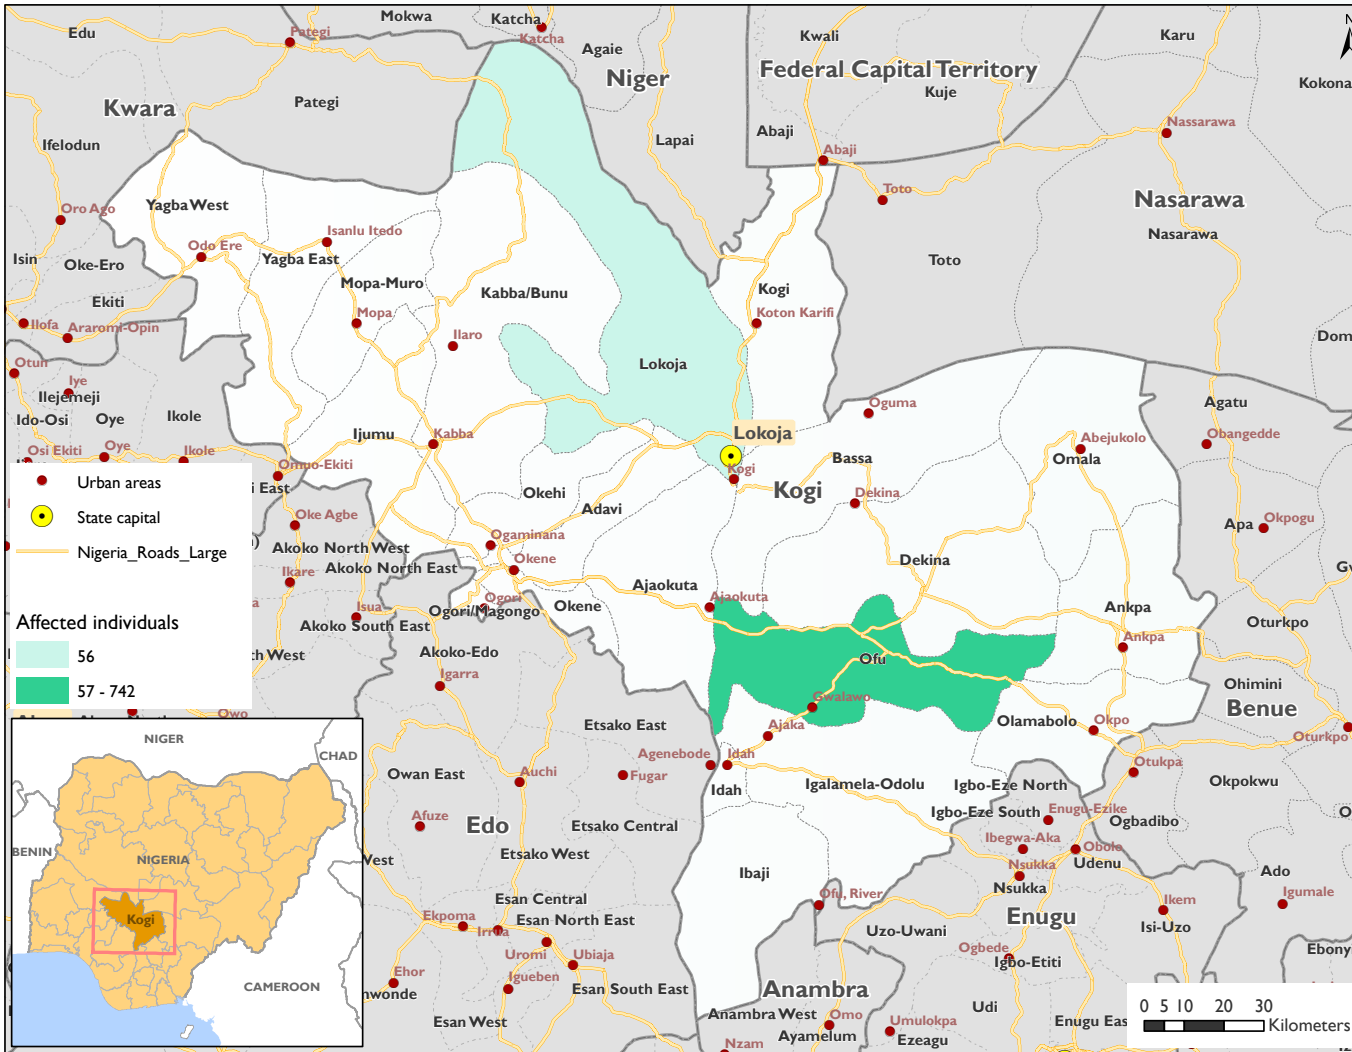 Mokwa
Katcha
Katcha
Edu
Pategi
Agaie
Niger
Kwali
Karu
Federal Capital Territory
Kuje
Kokona
Kwara
Pategi
Ifelodun
Lapai
Abaji
Abaji
Nassarawa
Toto
Nasarawa
Nasarawa
Toto
Yagba West
Oro Ago
Odo Ere
Isanlu Itedo
Yagba East
Isin
Oke-Ero
Ekiti
Mopa-Muro
Kabba/Bunu
Kogi
Koton Karifi
Mopa
Ilaro
Ilofa
Araromi-Opin
Lokoja
Dom
Otun
Iye
Ilejemeji
Ido-Osi
Oye
Ikole
Oguma
Agatu
Obangedde
Osi Ekiti
Oye
Ikole
Ijumu
Kabba
Lokoja
Kogi
Kogi
Bassa
Abejukolo
Omala
Omuo-Ekiti
i East
Okehi
Adavi
Dekina
Dekina
Apa
Okpogu
Oke Agbe
Akoko North West
Akoko North East
Ogaminana
Okene
Ikare
Isua
Akoko South East
Ogori
Ogori/Magongo
Okene
Ajaokuta
Ajaokuta
Ankpa
Ankpa
Oturkpo
Ofu
Gwalawo
Akoko-Edo
Igarra
th West
Owo
Urban areas
State capital
Nigeria_Roads_Large
Affected individuals
56
57 - 742
Etsako East
Ajaka
Olamabolo
Okpo
Ohimini
Benue
Oturkpo
Agenebode
Idah
Idah
Otukpa
Okpokwu
Owan East
Auchi
Fugar
Igalamela-Odolu
Igbo-Eze North
Igbo-Eze South
Enugu-Ezike
Ogbadibo
Afuze
Edo
Etsako Central
Etsako West
West
Ibegwa-Aka
Obolo
Udenu
Nsukka
Nsukka
Ado
Igumale
Ibaji
Ofu, River
Esan Central
Esan North East
Ekpoma
Irrua
Uromi
Ubiaja
Igueben
Esan South East
Ehor
nwonde
Esan West
Enugu
Uzo-Uwani
Ikem
Isi-Uzo
Ogbede
Igbo-Etiti
Ebony
Anambra
Anambra West
Omo
Ayamelum
Umulokpa
Ezeagu
Udi
Enugu Eas
Nzam
NIGER
CHAD
BENIN
NIGERIA
Kogi
CAMEROON
0 5 10 20 30
Kilometers